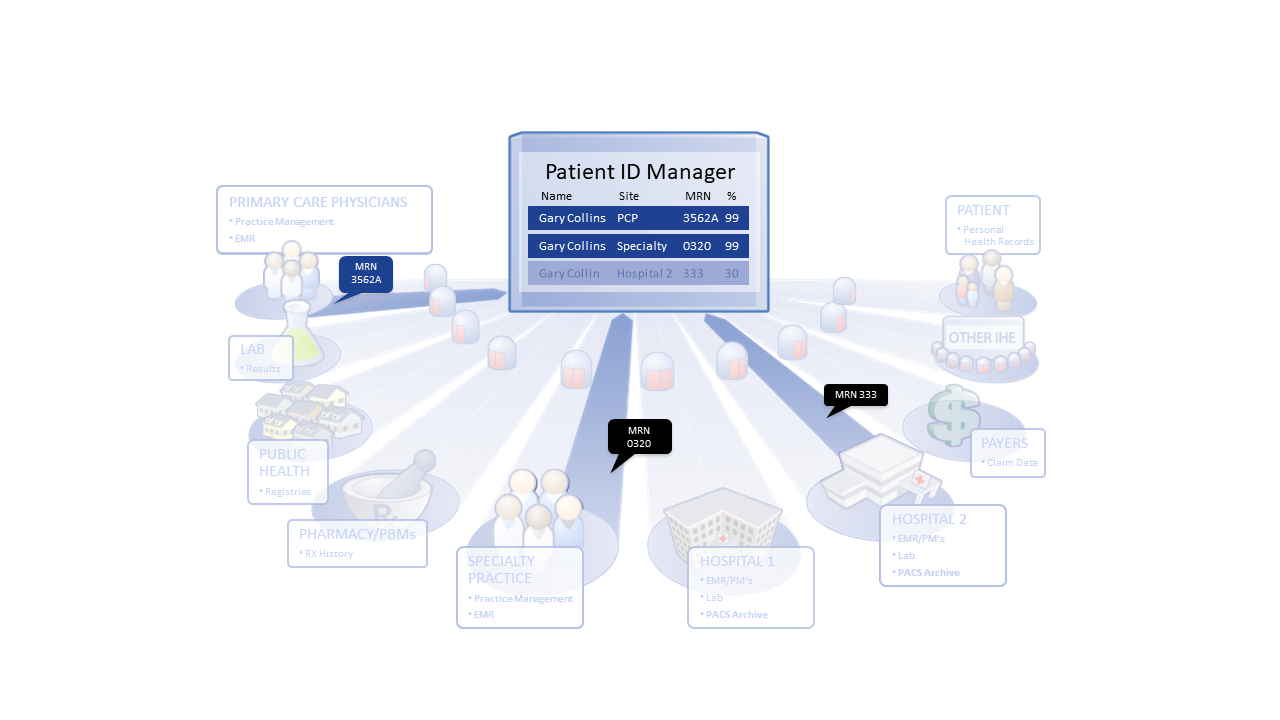 Patient ID Manager
Name Site MRN %
Gary Collins PCP 3562A 99
Gary Collins Specialty 0320 99
Gary Collin Hospital 2 333 30
PRIMARY CARE PHYSICIANS
• Practice Management
• EMR
MRN
3562A
LAB
• Results
PUBLIC
HEALTH
• Registries
PHARMACY/PBMs
• RX History
R
SPECIALTY
PRACTICE
• Practice Management
• EMR
MRN
0320
HOSPITAL 1
• EMR/PM's
• Lab
• PACS Archive
MRN 333
HOSPITAL 2
• EMR/PM's
• Lab
• PACS Archive
$
PAYERS
• Claim Data
OTHER IHE
PATIENT
• Personal
Health Records